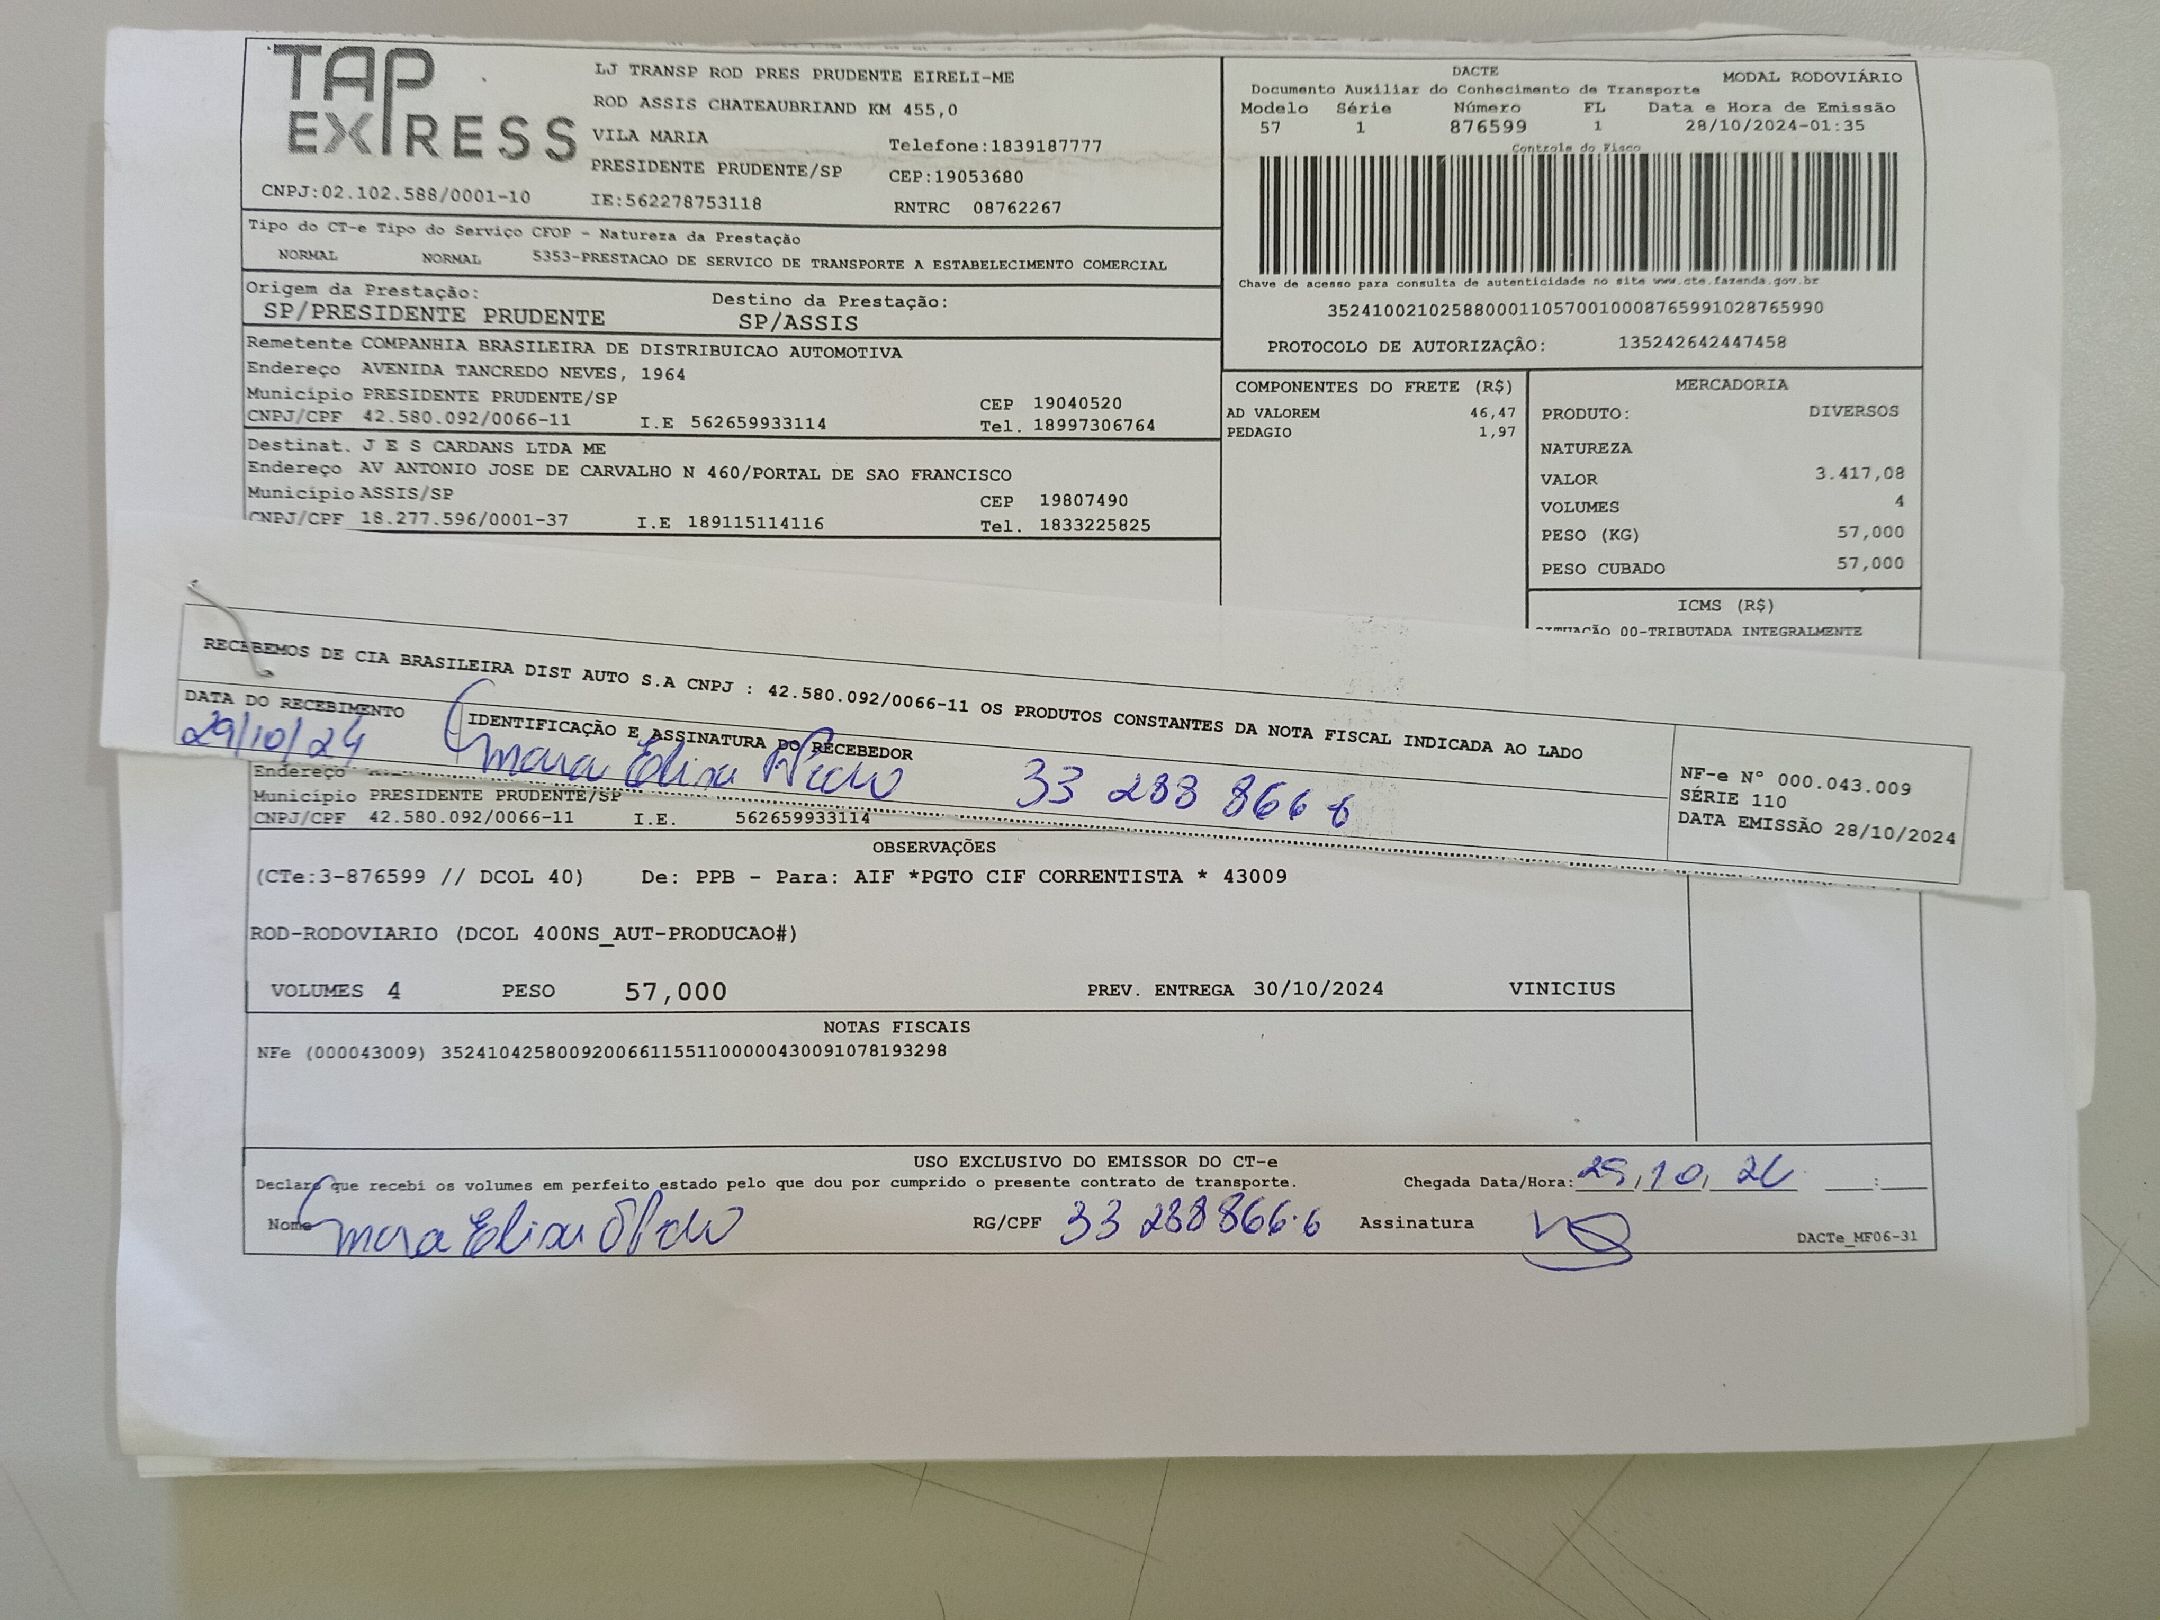 TAP
EXPRESS
LJ TRANSP ROD PRES PRUDENTE EIRELI-ME
ROD ASSIS CHATEAUBRIAND KM 455,0
VILA MARIA
Telefone:1839187777
PRESIDENTE PRUDENTE/SP
CEP:19053680
CNPJ:02.102.588/0001-10
IE:562278753118
RNTRC 08762267
DACTE
MODAL RODOVIÁRIO
Documento Auxiliar do Conhecimento de Transporte
Modelo Série Número FL Data e Hora de Emissão
57 1 876599 1 28/10/2024-01:35
Controle do Fisco
Chave de acesso para consulta de autenticidade no site www.cte.fazenda.gov.br
35241002102588000110570010008765991028765990
PROTOCOLO DE AUTORIZAÇÃO: 135242642447458
Tipo do CT-e Tipo do Serviço CFOP - Natureza da Prestação
NORMAL NORMAL 5353-PRESTACAO DE SERVICO DE TRANSPORTE A ESTABELECIMENTO COMERCIAL
Origem da Prestação: Destino da Prestação:
SP/PRESIDENTE PRUDENTE SP/ASSIS
Remetente COMPANHIA BRASILEIRA DE DISTRIBUICAO AUTOMOTIVA
Endereço AVENIDA TANCREDO NEVES, 1964
Município PRESIDENTE PRUDENTE/SP CEP 19040520
CNPJ/CPF 42.580.092/0066-11 I.E 562659933114 Tel. 18997306764
Destinat. J E S CARDANS LTDA ME
Endereço AV ANTONIO JOSE DE CARVALHO N 460/PORTAL DE SAO FRANCISCO
Município ASSIS/SP CEP 19807490
CNPJ/CPF 18.277.596/0001-37 I.E 189115114116 Tel. 1833225825
COMPONENTES DO FRETE (R$)
AD VALOREM 46,47
PEDAGIO 1,97
MERCADORIA
PRODUTO: DIVERSOS
NATUREZA
VALOR 3.417,08
VOLUMES 4
PESO (KG) 57,000
PESO CUBADO 57,000
ICMS (R$)
SITUAÇÃO 00-TRIBUTADA INTEGRALMENTE
RECEBEMOS DE CIA BRASILEIRA DIST AUTO S.A CNPJ : 42.580.092/0066-11 OS PRODUTOS CONSTANTES DA NOTA FISCAL INDICADA AO LADO
DATA DO RECEBIMENTO IDENTIFICAÇÃO E ASSINATURA DO RECEBEDOR
29/10/24 Mara Elisa 33 288 866 6
NF-e N° 000.043.009
SÉRIE 110
DATA EMISSÃO 28/10/2024
Endereço
Município PRESIDENTE PRUDENTE/SP
CNPJ/CPF 42.580.092/0066-11 I.E. 562659933114
OBSERVAÇÕES
(CTe:3-876599 // DCOL 40) De: PPB - Para: AIF *PGTO CIF CORRENTISTA * 43009
ROD-RODOVIARIO (DCOL 400NS_AUT-PRODUCAO#)
VOLUMES 4 PESO 57,000 PREV. ENTREGA 30/10/2024 VINICIUS
NOTAS FISCAIS
NFe (000043009) 35241042580092006611551100000430091078193298
USO EXCLUSIVO DO EMISSOR DO CT-e
Declaro que recebi os volumes em perfeito estado pelo que dou por cumprido o presente contrato de transporte. Chegada Data/Hora: 29, 10, 24 :
Nome Mara Elisa RG/CPF 33 288 866.6 Assinatura
DACTe_MF06-31